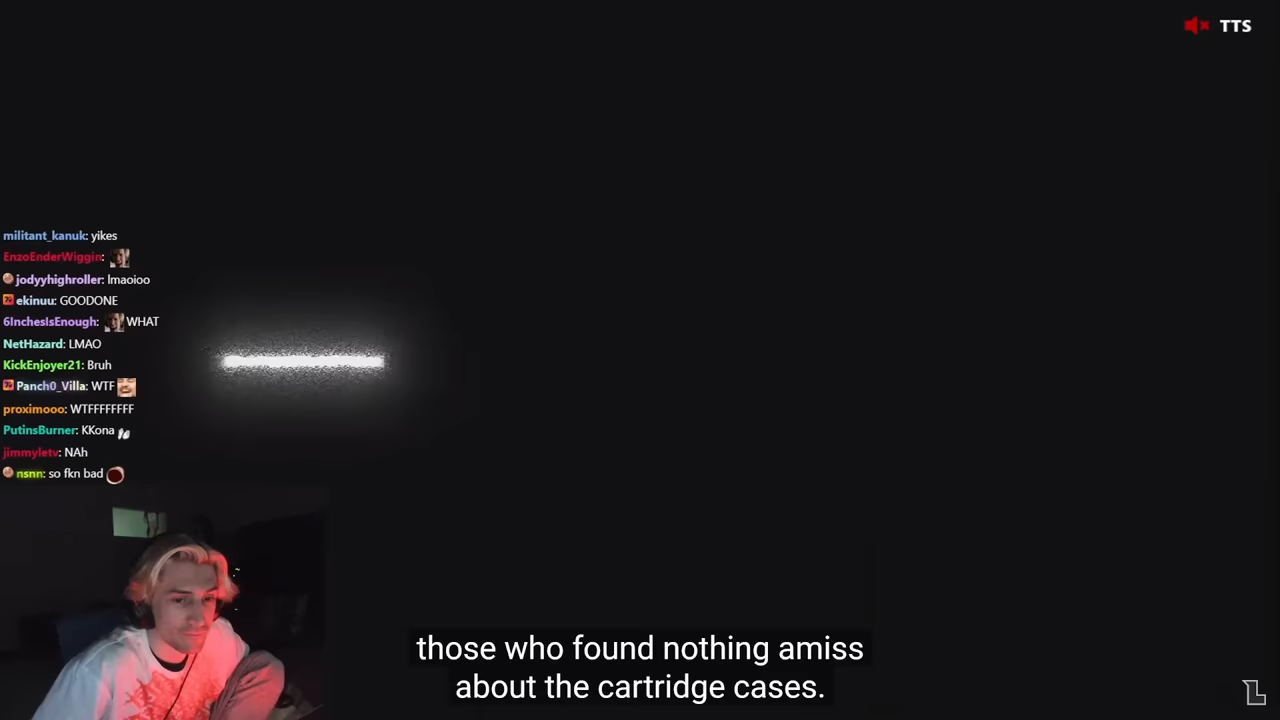 TTS
militant_kanuk: yikes
EnzoEnderWiggin:
jodyyhighroller: lmaoioo
ekinuu: GOODONE
6InchesIsEnough: WHAT
NetHazard: LMAO
KickEnjoyer21: Bruh
Panch0_Villa: WTF
proximooo: WTFFFFFFFF
PutinsBurner: KKona
jimmyletv: NAh
nsnn: so fkn bad
those who found nothing amiss
about the cartridge cases.